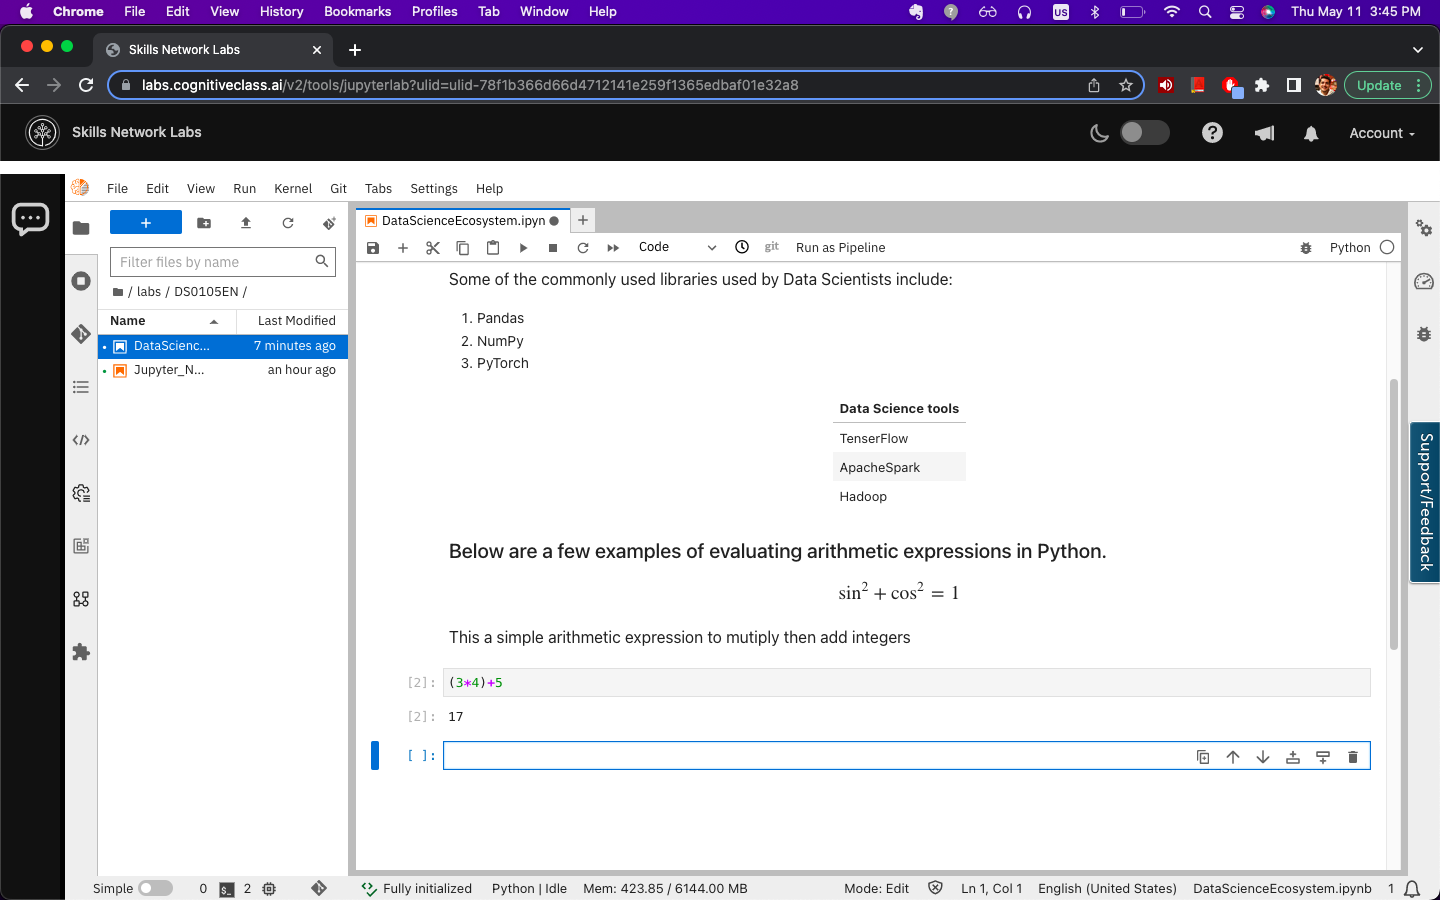 Chrome File Edit View History Bookmarks Profiles Tab Window Help US Thu May 11 3:45 PM
Skills Network Labs
labs.cognitiveclass.ai/v2/tools/jupyterlab?ulid=ulid-78f1b366d66d4712141e259f1365edbaf01e32a8 Update
Skills Network Labs Account
File Edit View Run Kernel Git Tabs Settings Help
DataScienceEcosystem.ipyn
Code git Run as Pipeline Python
Filter files by name
/ labs / DS0105EN /
Name Last Modified
DataScienc... 7 minutes ago
Jupyter_N... an hour ago
Some of the commonly used libraries used by Data Scientists include:
1. Pandas
2. NumPy
3. PyTorch
Data Science tools
TenserFlow
ApacheSpark
Hadoop
Below are a few examples of evaluating arithmetic expressions in Python.
sin² + cos² = 1
This a simple arithmetic expression to mutiply then add integers
[2]: (3*4)+5
[2]: 17
[ ]:
Support/Feedback
Simple 0 $_ 2 Fully initialized Python | Idle Mem: 423.85 / 6144.00 MB Mode: Edit Ln 1, Col 1 English (United States) DataScienceEcosystem.ipynb 1